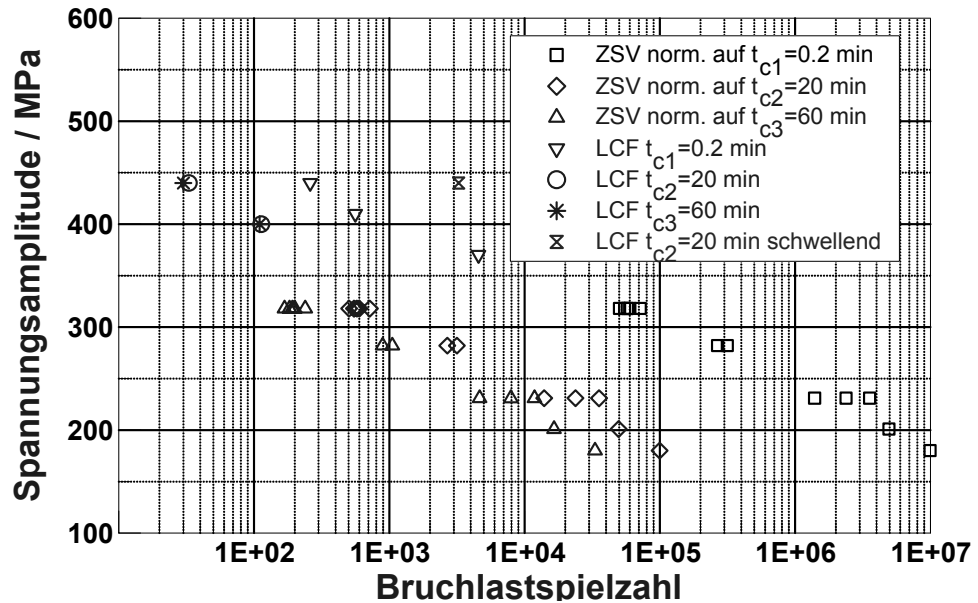 600
500
400
300
200
100
Spannungsamplitude / MPa
ZSV norm. auf t_c1=0.2 min
ZSV norm. auf t_c2=20 min
ZSV norm. auf t_c3=60 min
LCF t_c1=0.2 min
LCF t_c2=20 min
LCF t_c3=60 min
LCF t_c2=20 min schwellend
1E+02 1E+03 1E+04 1E+05 1E+06 1E+07
Bruchlastspielzahl